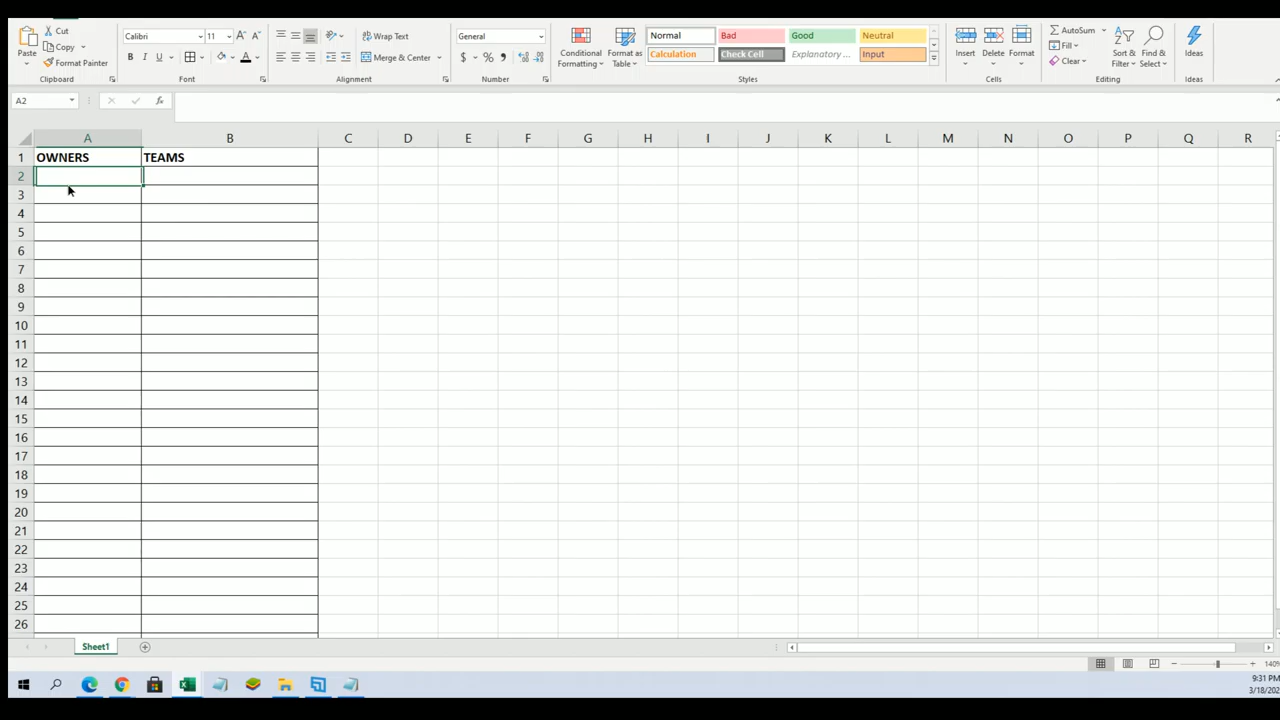 Cut
Calibri 11 Wrap Text General Normal Bad Good Neutral AutoSum
Paste Copy Conditional Format as Insert Delete Format Fill Sort & Find & Ideas
Format Painter B I U Merge & Center Formatting Table Calculation Check Cell Explanatory ... Input Clear Filter Select
Clipboard Font Alignment Number Styles Cells Editing Ideas
A2 fx
A B C D E F G H I J K L M N O P Q R
1 OWNERS TEAMS
2
3
4
5
6
7
8
9
10
11
12
13
14
15
16
17
18
19
20
21
22
23
24
25
26
Sheet1
140%
9:31 PM
3/18/202